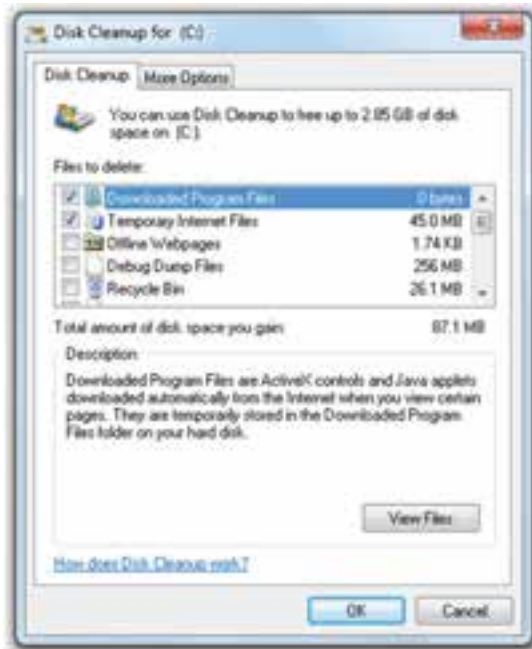 Disk Cleanup for (C:)
Disk Cleanup
More Options
You can use Disk Cleanup to free up to 2.85 GB of disk
space on (C:).
Files to delete:
Downloaded Program Files 0 bytes
Temporary Internet Files 45.0 MB
Offline Webpages 1.74 KB
Debug Dump Files 256 MB
Recycle Bin 26.1 MB
Total amount of disk space you gain: 87.1 MB
Description
Downloaded Program Files are ActiveX controls and Java applets
downloaded automatically from the Internet when you view certain
pages. They are temporarily stored in the Downloaded Program
Files folder on your hard disk.
View Files
How does Disk Cleanup work?
OK
Cancel